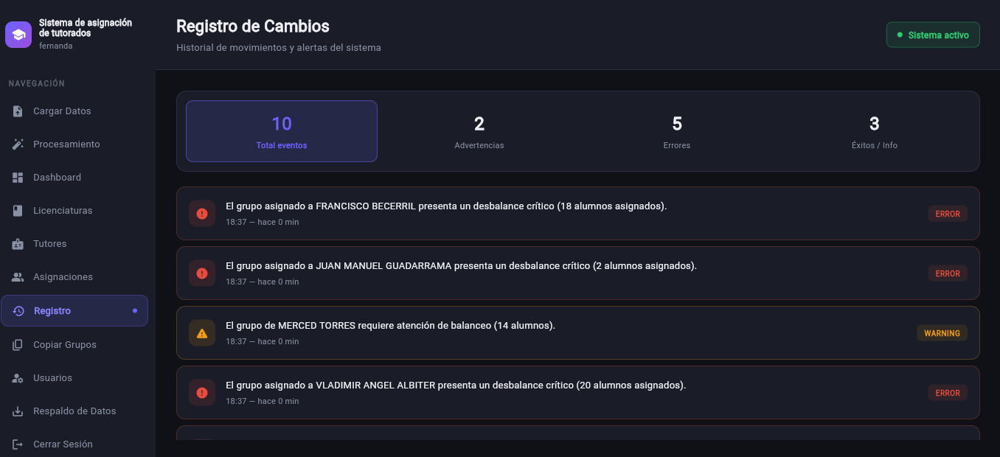 Sistema de asignación
de tutorados
fernanda
NAVEGACIÓN
Cargar Datos
Procesamiento
Dashboard
Licenciaturas
Tutores
Asignaciones
Registro
Copiar Grupos
Usuarios
Respaldo de Datos
Cerrar Sesión
Registro de Cambios
Historial de movimientos y alertas del sistema
Sistema activo
10
Total eventos
2
Advertencias
5
Errores
3
Éxitos / Info
El grupo asignado a FRANCISCO BECERRIL presenta un desbalance crítico (18 alumnos asignados).
18:37 — hace 0 min
ERROR
El grupo asignado a JUAN MANUEL GUADARRAMA presenta un desbalance crítico (2 alumnos asignados).
18:37 — hace 0 min
ERROR
El grupo de MERCED TORRES requiere atención de balanceo (14 alumnos).
18:37 — hace 0 min
WARNING
El grupo asignado a VLADIMIR ANGEL ALBITER presenta un desbalance crítico (20 alumnos asignados).
18:37 — hace 0 min
ERROR